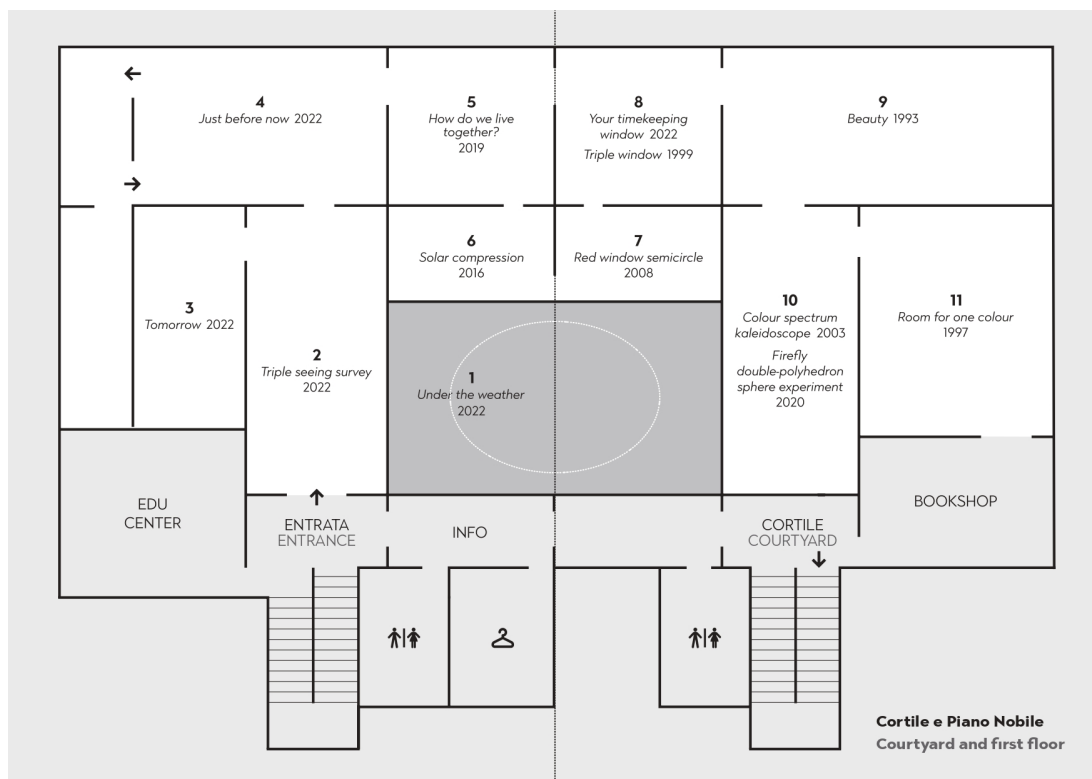 4
Just before now 2022
5
How do we live
together?
2019
8
Your timekeeping
window 2022
Triple window 1999
9
Beauty 1993
6
Solar compression
2016
7
Red window semicircle
2008
3
Tomorrow 2022
2
Triple seeing survey
2022
1
Under the weather
2022
10
Colour spectrum
kaleidoscope 2003
Firefly
double-polyhedron
sphere experiment
2020
11
Room for one colour
1997
EDU
CENTER
ENTRATA
ENTRANCE
INFO
CORTILE
COURTYARD
BOOKSHOP
Cortile e Piano Nobile
Courtyard and first floor